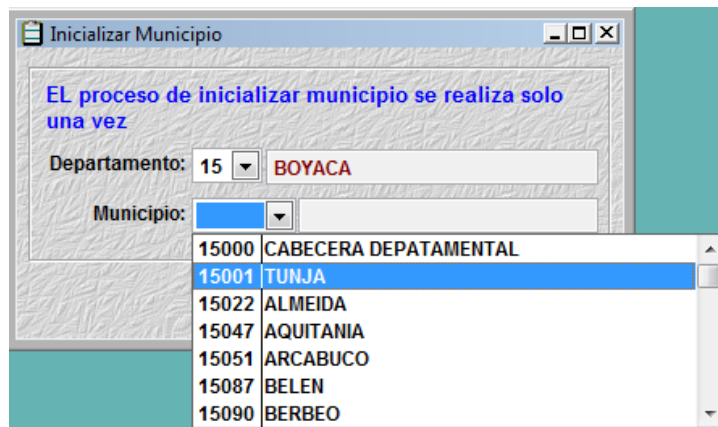 Inicializar Municipio
EL proceso de inicializar municipio se realiza solo
una vez
Departamento: 15 BOYACA
Municipio:
15000 CABECERA DEPATAMENTAL
15001 TUNJA
15022 ALMEIDA
15047 AQUITANIA
15051 ARCABUCO
15087 BELEN
15090 BERBEO